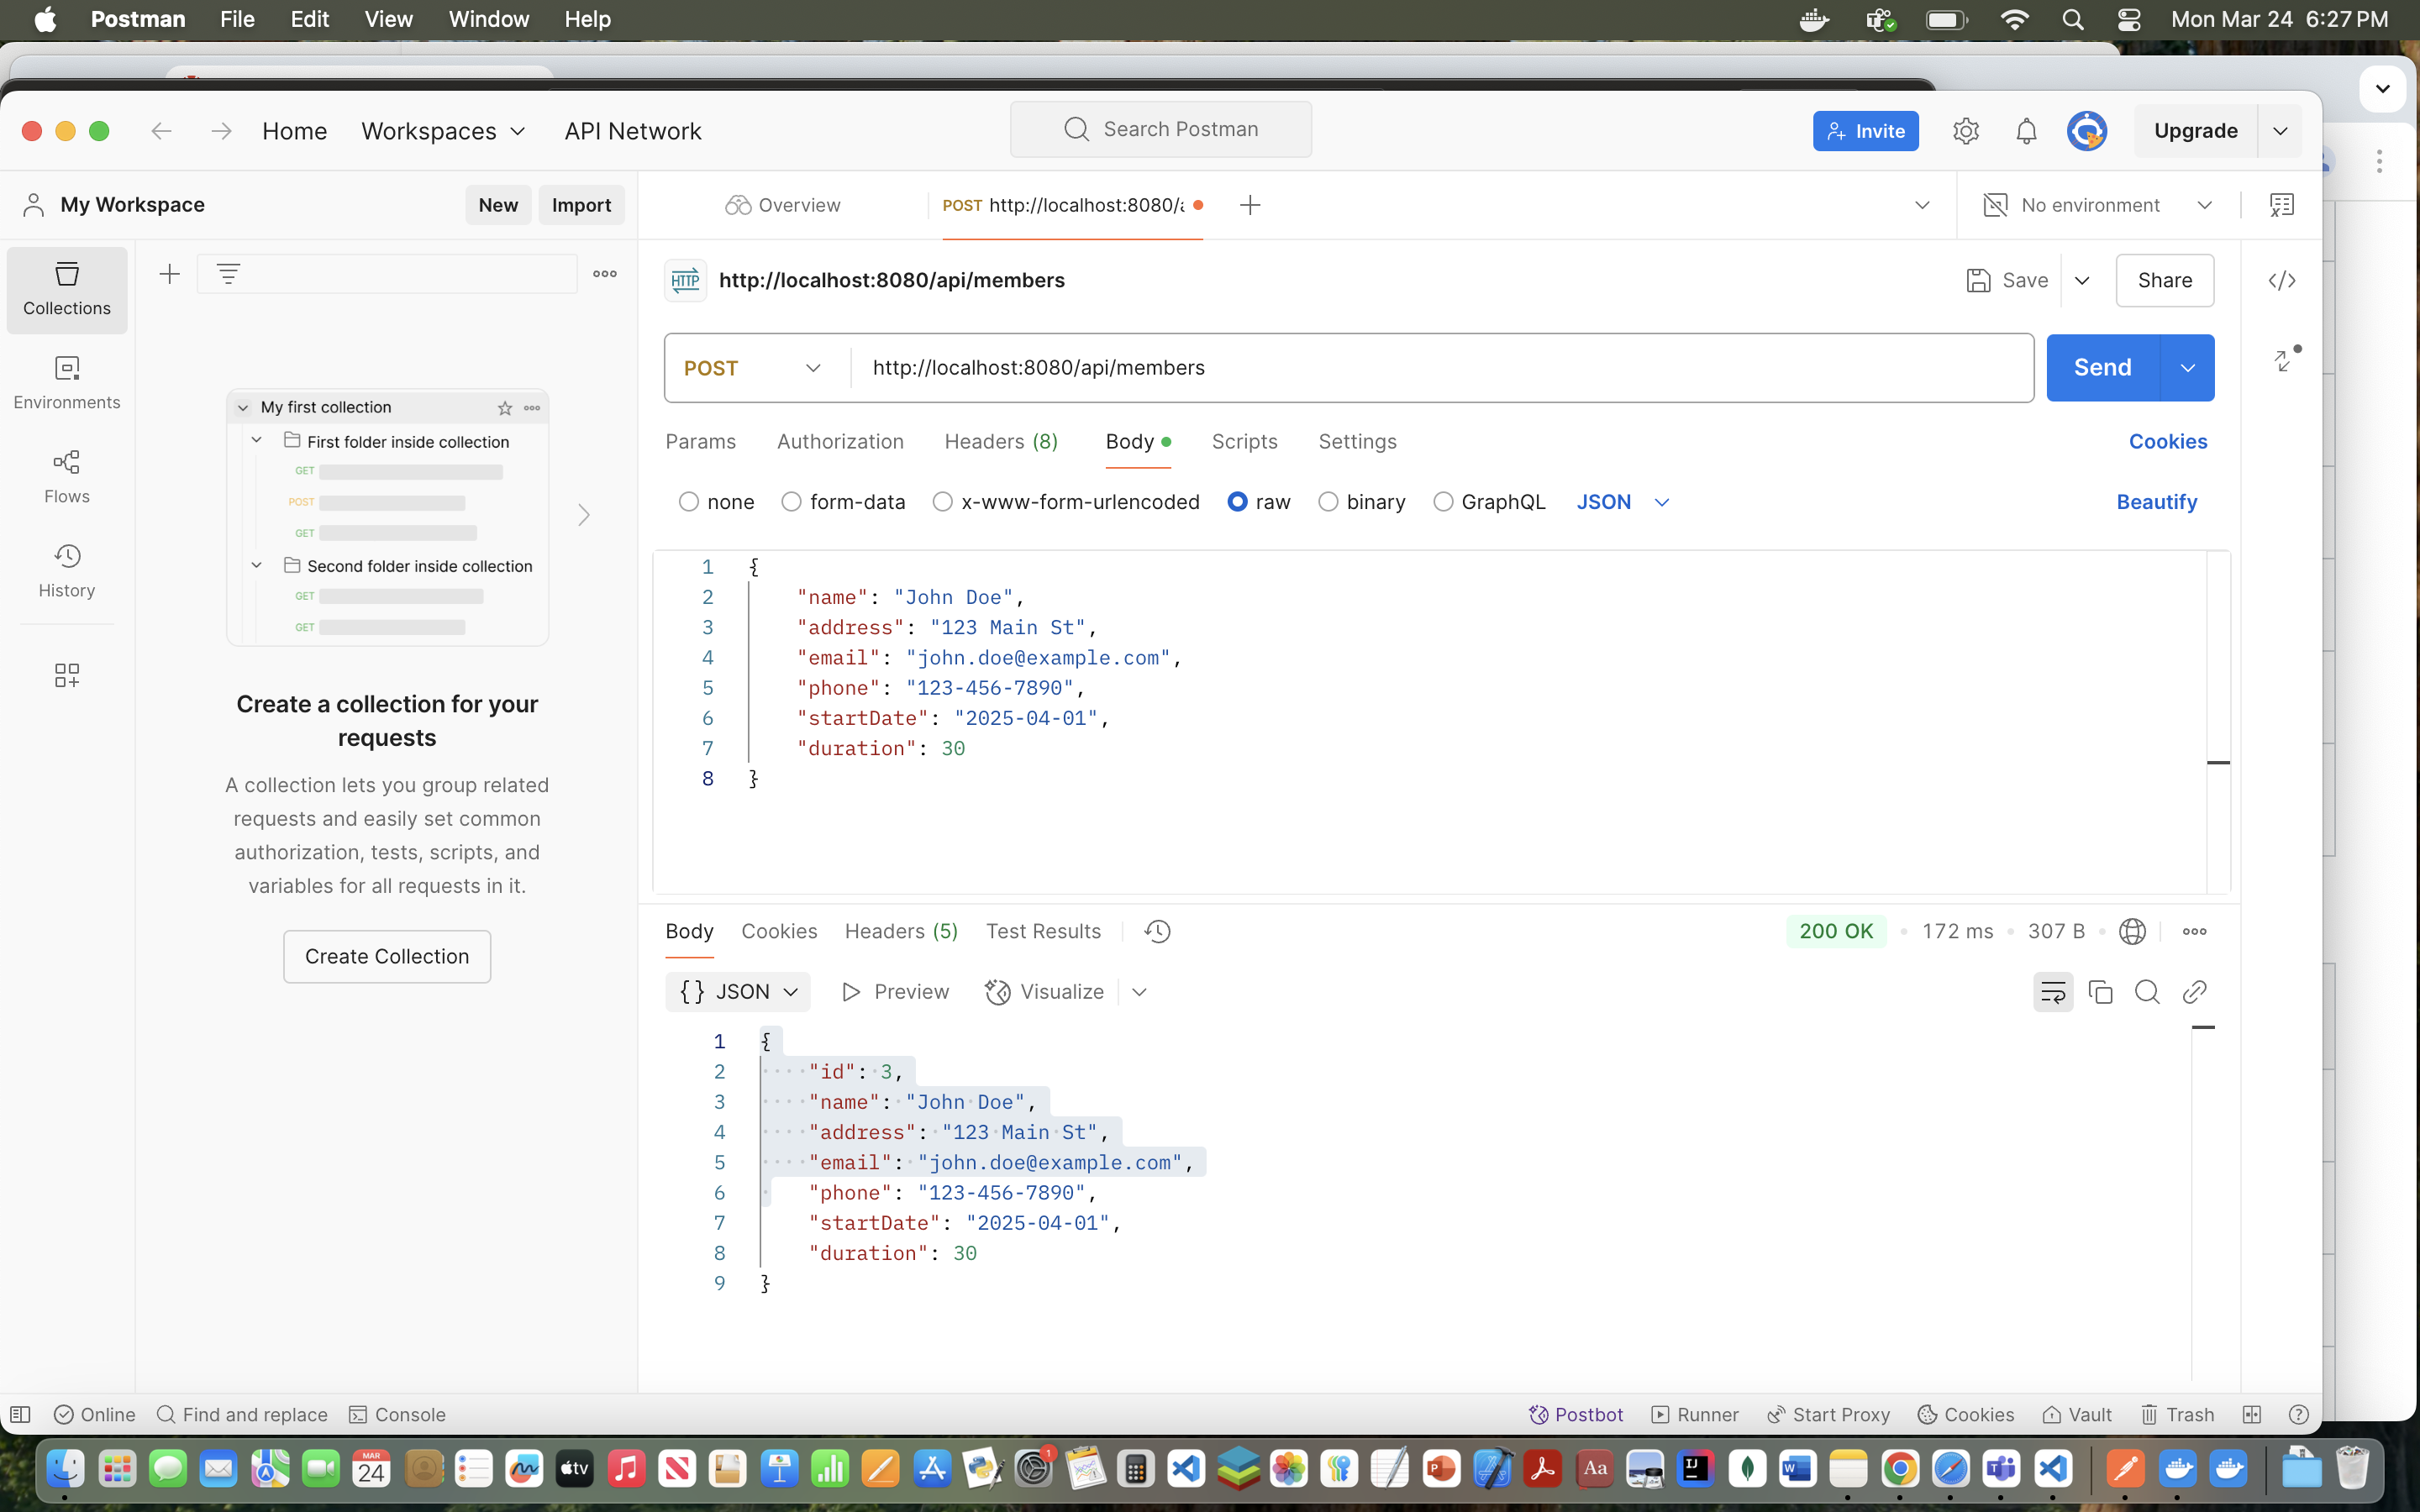 Postman File Edit View Window Help Mon Mar 24 6:27 PM
Home Workspaces API Network Search Postman Invite Upgrade
My Workspace New Import Overview POST http://localhost:8080/a No environment
Collections
Environments
Flows
History
My first collection
First folder inside collection
GET
POST
GET
Second folder inside collection
GET
GET
Create a collection for your
requests
A collection lets you group related
requests and easily set common
authorization, tests, scripts, and
variables for all requests in it.
Create Collection
HTTP http://localhost:8080/api/members Save Share
POST http://localhost:8080/api/members Send
Params Authorization Headers (8) Body Scripts Settings Cookies
none form-data x-www-form-urlencoded raw binary GraphQL JSON Beautify
1 {
2 "name": "John Doe",
3 "address": "123 Main St",
4 "email": "john.doe@example.com",
5 "phone": "123-456-7890",
6 "startDate": "2025-04-01",
7 "duration": 30
8 }
Body Cookies Headers (5) Test Results 200 OK 172 ms 307 B
{} JSON Preview Visualize
1 {
2 "id": 3,
3 "name": "John Doe",
4 "address": "123 Main St",
5 "email": "john.doe@example.com",
6 "phone": "123-456-7890",
7 "startDate": "2025-04-01",
8 "duration": 30
9 }
Online Find and replace Console Postbot Runner Start Proxy Cookies Vault Trash
MAR
24
tv
1
P
Aa
IJ
W
T